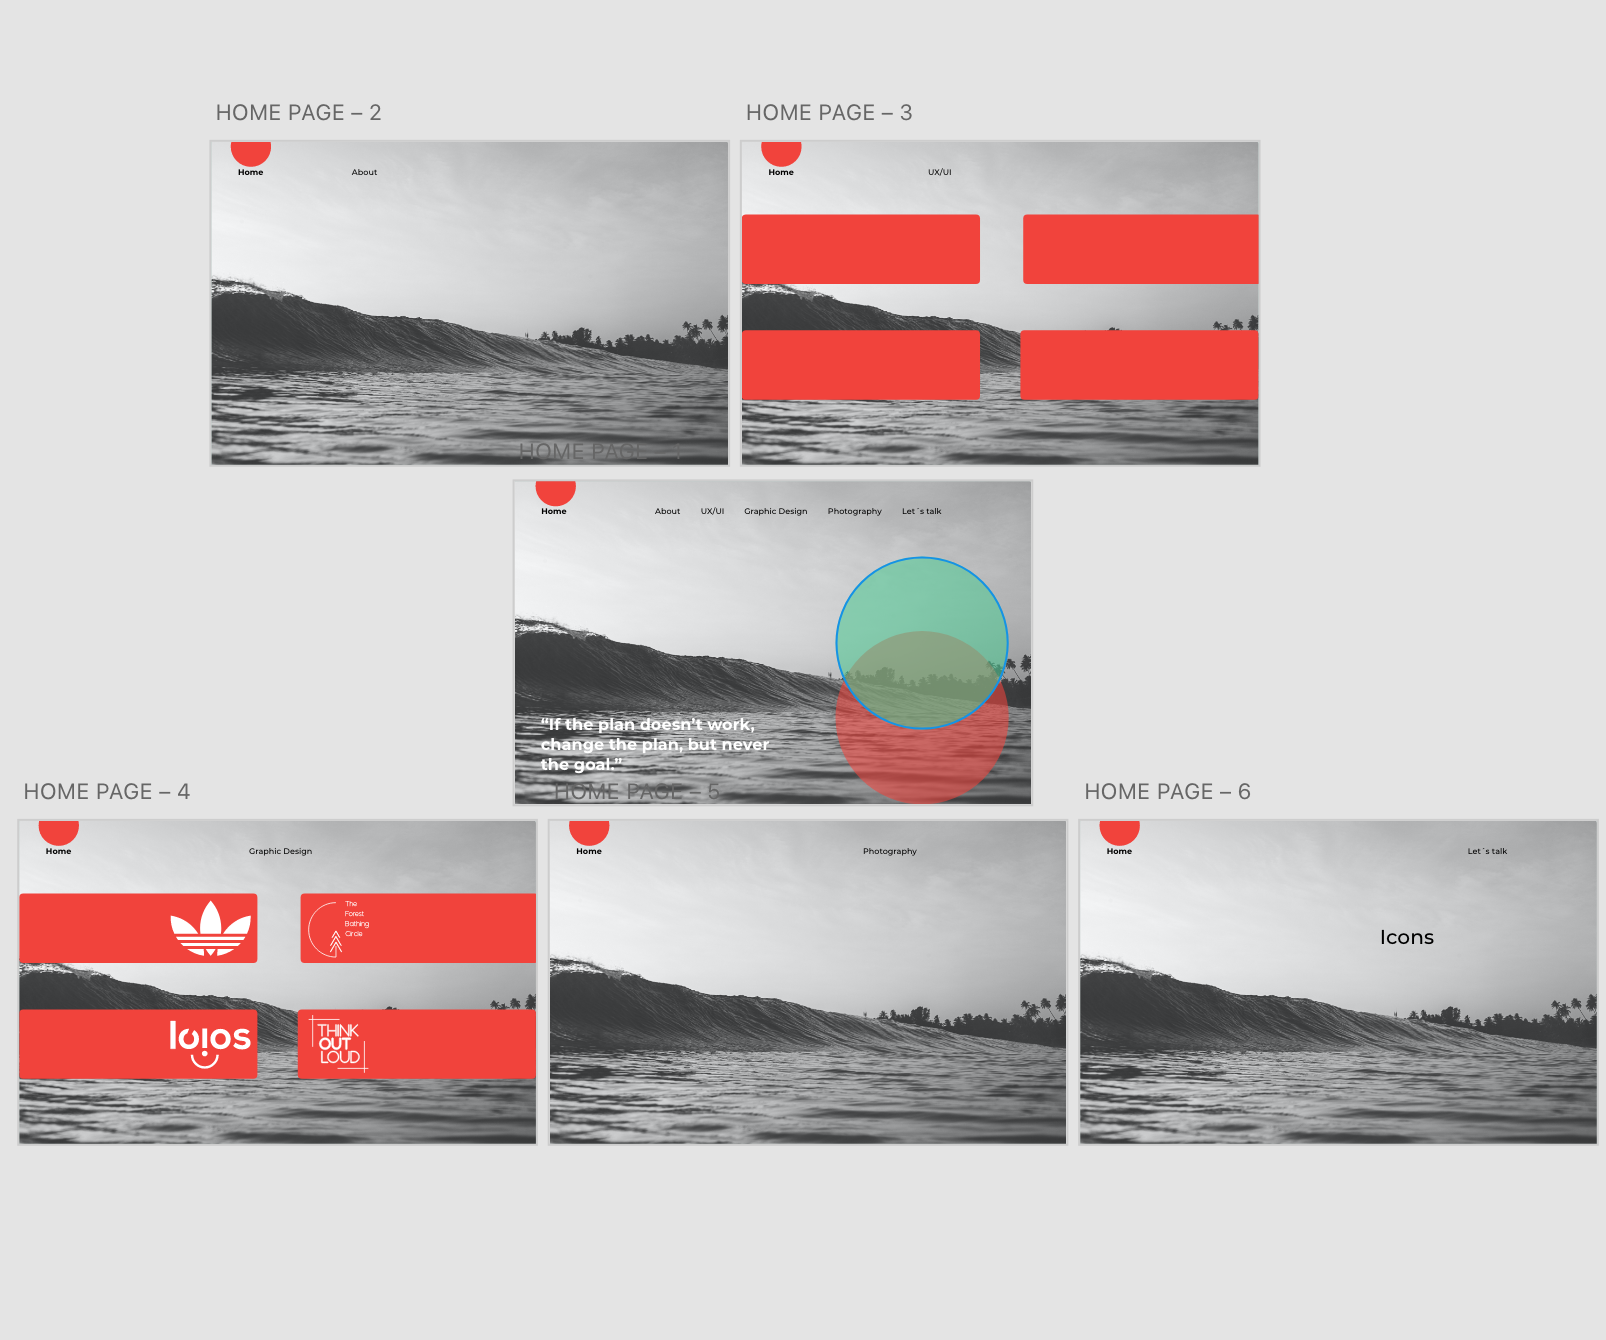 HOME PAGE – 2
HOME PAGE – 3
Home
About
Home
UX/UI
HOME PAGE – 1
Home
About
UX/UI
Graphic Design
Photography
Let´s talk
“If the plan doesn’t work,
change the plan, but never
the goal.”
HOME PAGE – 4
HOME PAGE – 5
HOME PAGE – 6
Home
Graphic Design
The
Forest
Bathing
Circle
lojos
THINK
OUT
LOUD
Home
Photography
Home
Let´s talk
Icons